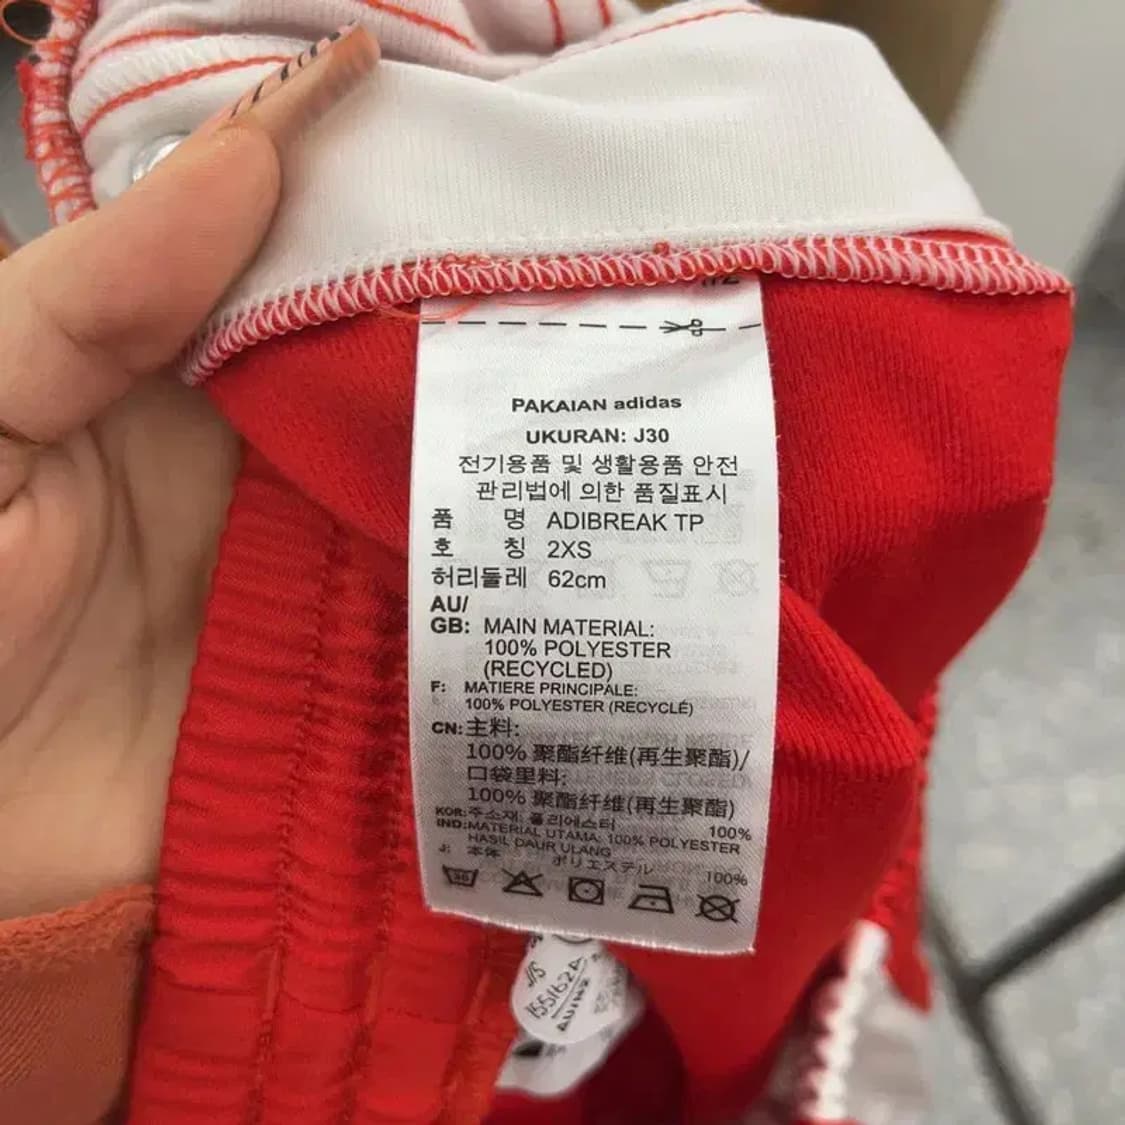 PAKAIAN adidas
UKURAN: J30
전기용품 및 생활용품 안전
관리법에 의한 품질표시
품 명 ADIBREAK TP
호 칭 2XS
허리둘레 62cm
AU/
GB: MAIN MATERIAL:
100% POLYESTER
(RECYCLED)
F: MATIERE PRINCIPALE:
100% POLYESTER (RECYCLÉ)
CN: 主料:
100% 聚酯纤维(再生聚酯)/
口袋里料:
100% 聚酯纤维(再生聚酯)
KOR: 주소재: 폴리에스터 100%
IND: MATERIAL UTAMA: 100% POLYESTER
HASIL DAUR ULANG
J: 本体 ポリエステル 100%
30
J/S